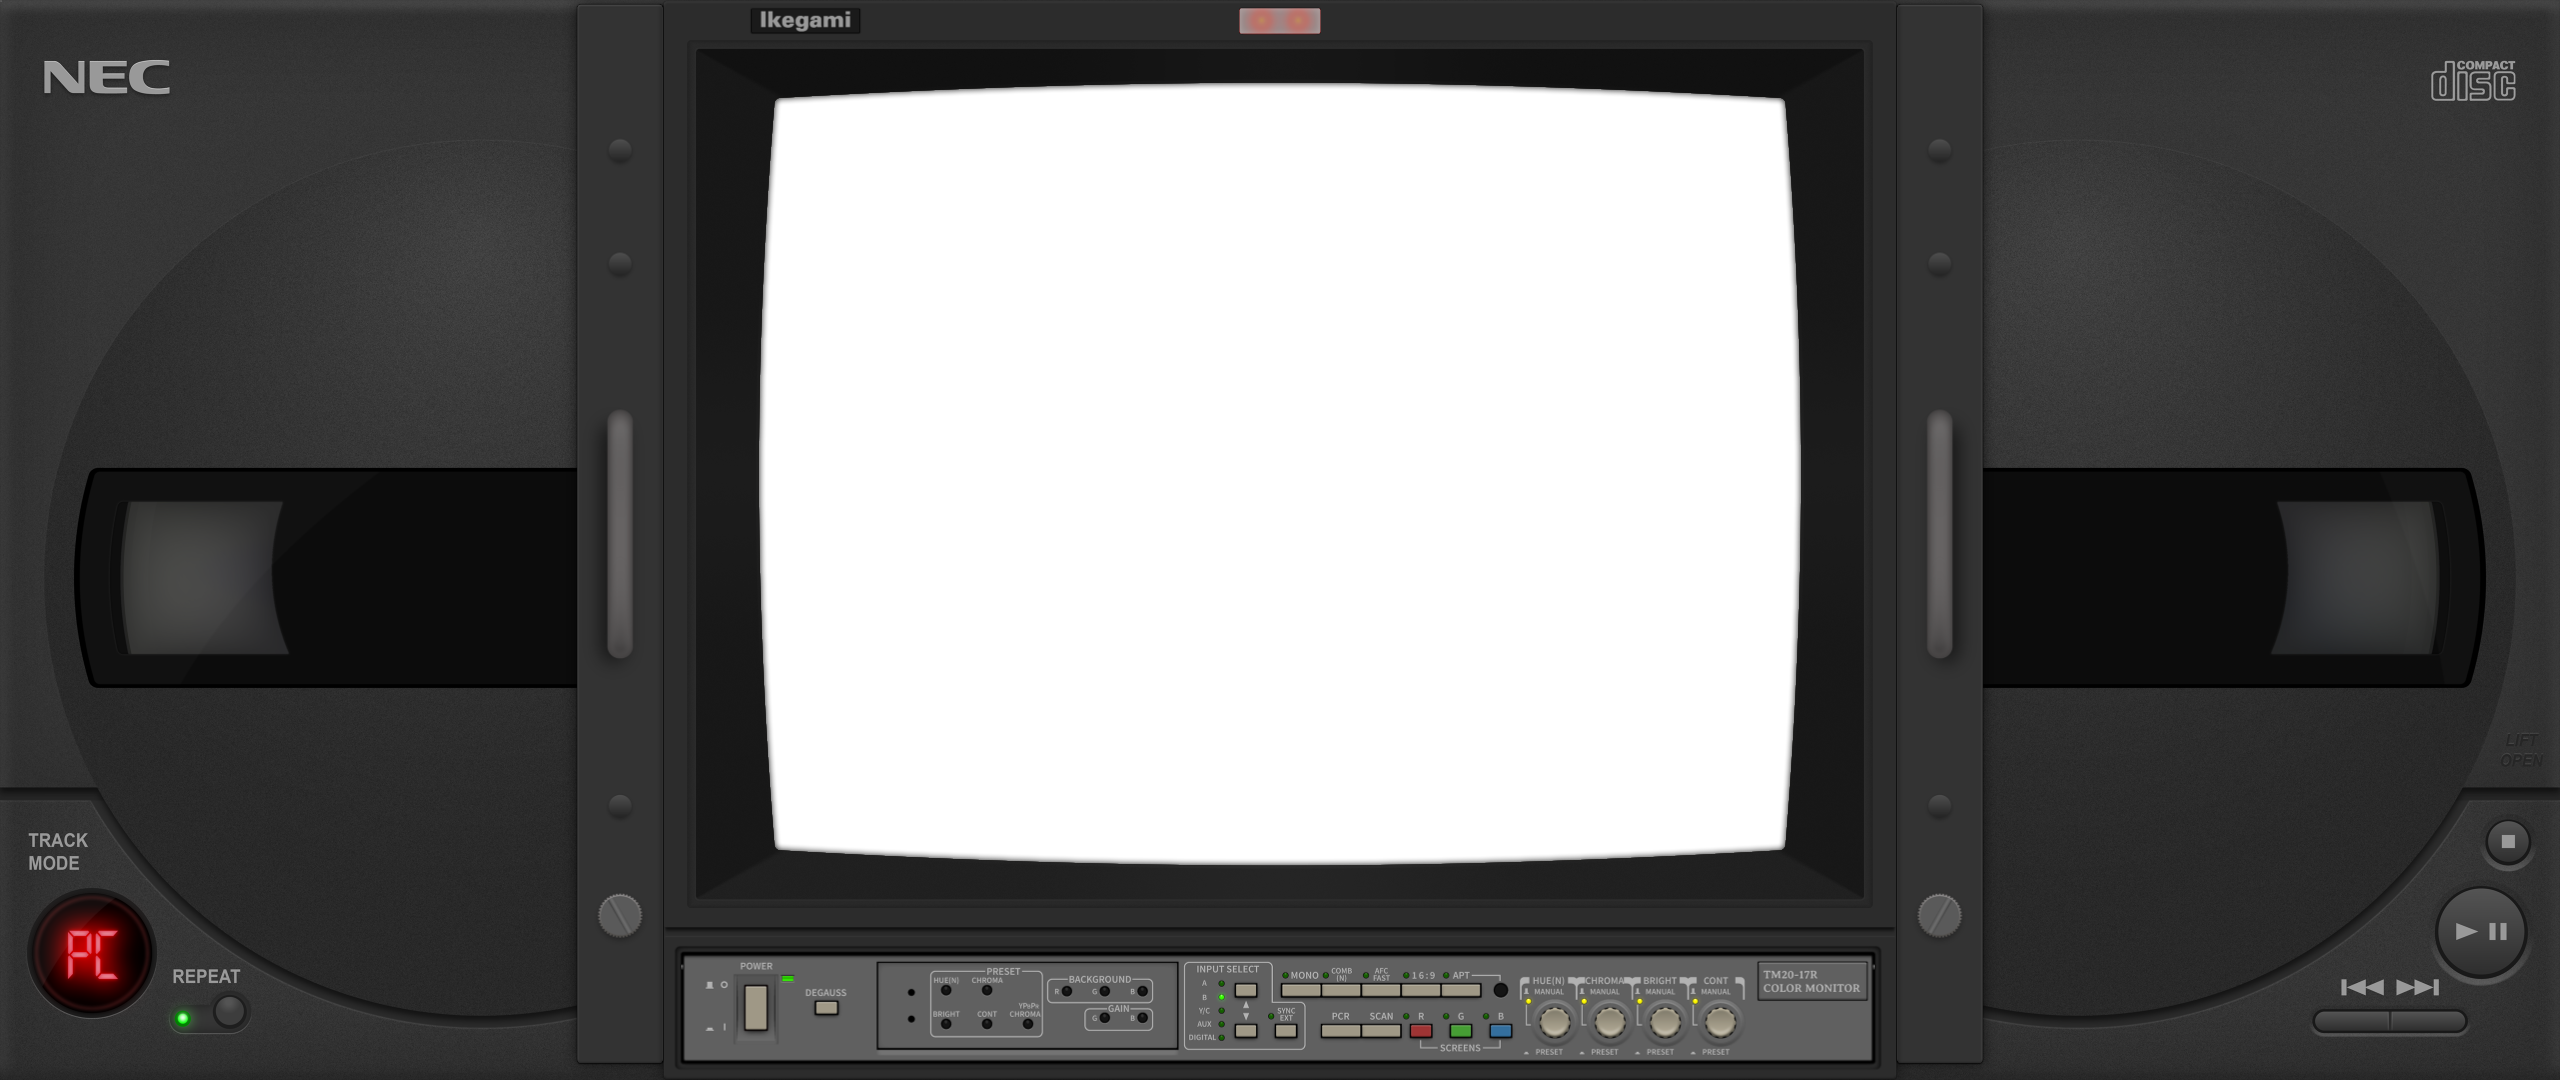 Ikegami
NEC
COMPACT
disc
LIFT
OPEN
TRACK
MODE
PC
REPEAT
POWER
DEGAUSS
PRESET
HUE(N) CHROMA
BRIGHT CONT YPBPR CHROMA
BACKGROUND
R G B
GAIN
G B
INPUT SELECT
A
B
Y/C
AUX
DIGITAL
SYNC
EXT
MONO COMB (N) AFC FAST 16:9 APT
PCR SCAN R G B
SCREENS
HUE(N) CHROMA BRIGHT CONT
MANUAL MANUAL MANUAL MANUAL
PRESET PRESET PRESET PRESET
TM20-17R
COLOR MONITOR